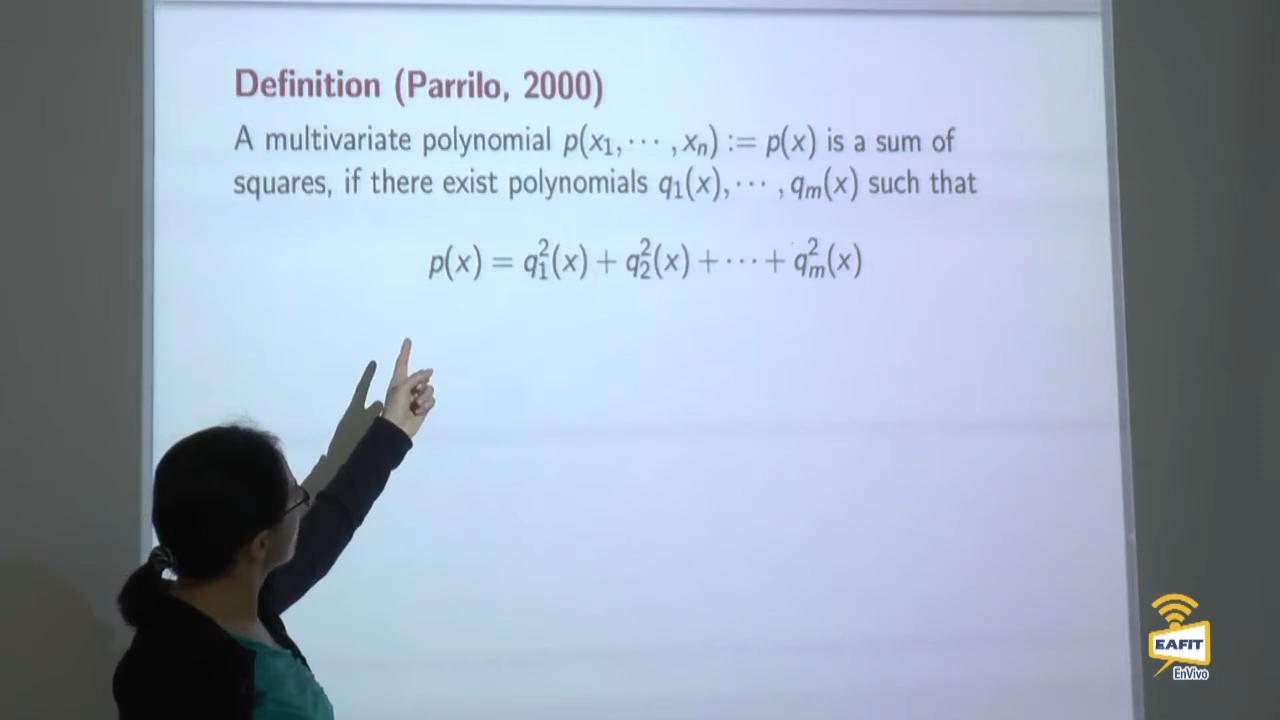 Definition (Parrilo, 2000)
A multivariate polynomial p(x₁, ⋯ , xₙ) := p(x) is a sum of
squares, if there exist polynomials q₁(x), ⋯ , qₘ(x) such that
p(x) = q₁²(x) + q₂²(x) + ⋯ + qₘ²(x)
EAFIT
EnVivo